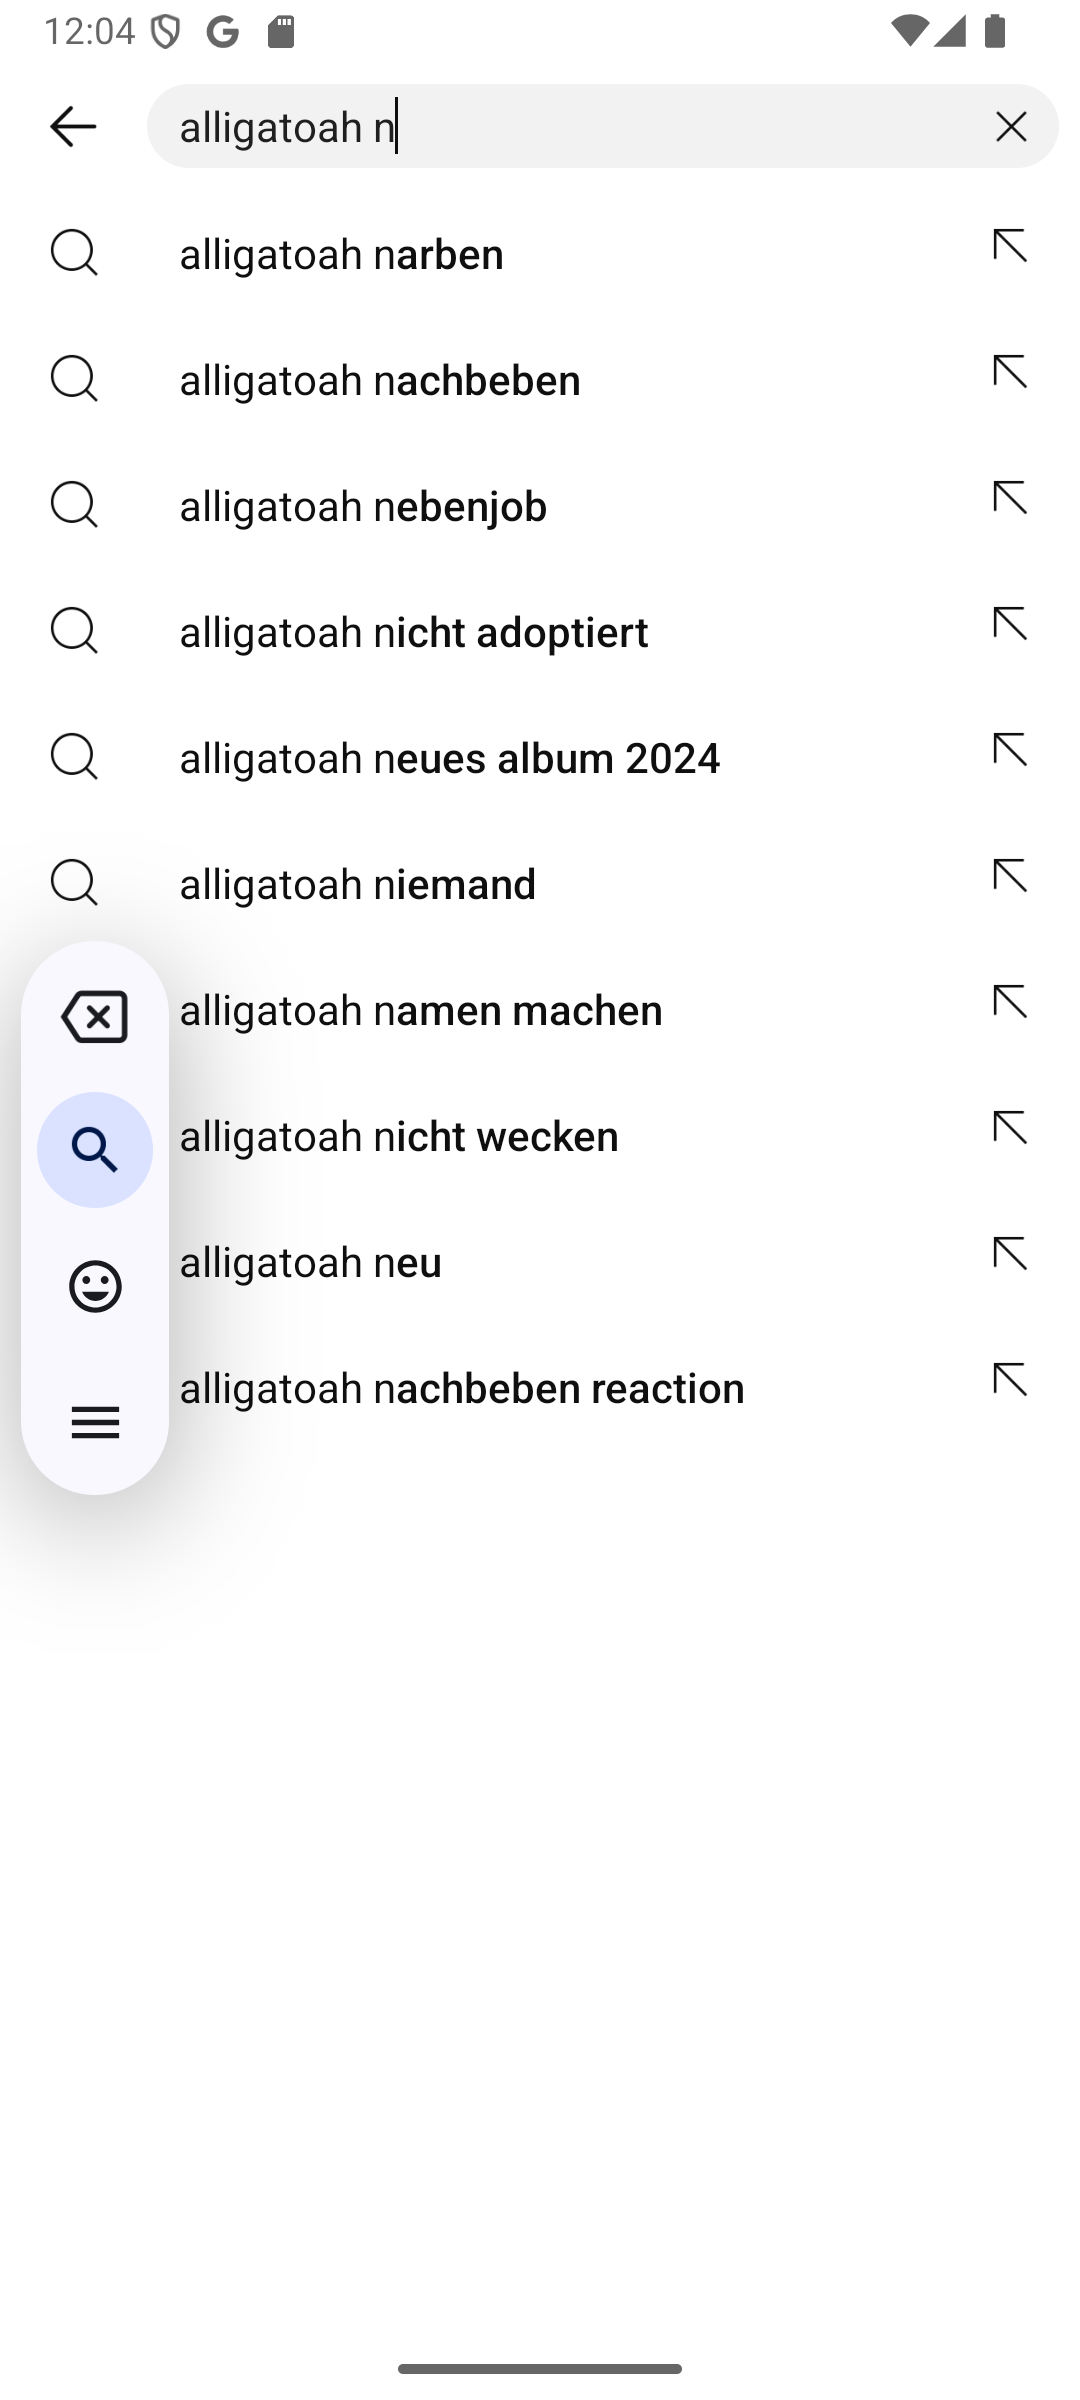 12:04
alligatoah n
alligatoah narben
alligatoah nachbeben
alligatoah nebenjob
alligatoah nicht adoptiert
alligatoah neues album 2024
alligatoah niemand
alligatoah namen machen
alligatoah nicht wecken
alligatoah neu
alligatoah nachbeben reaction